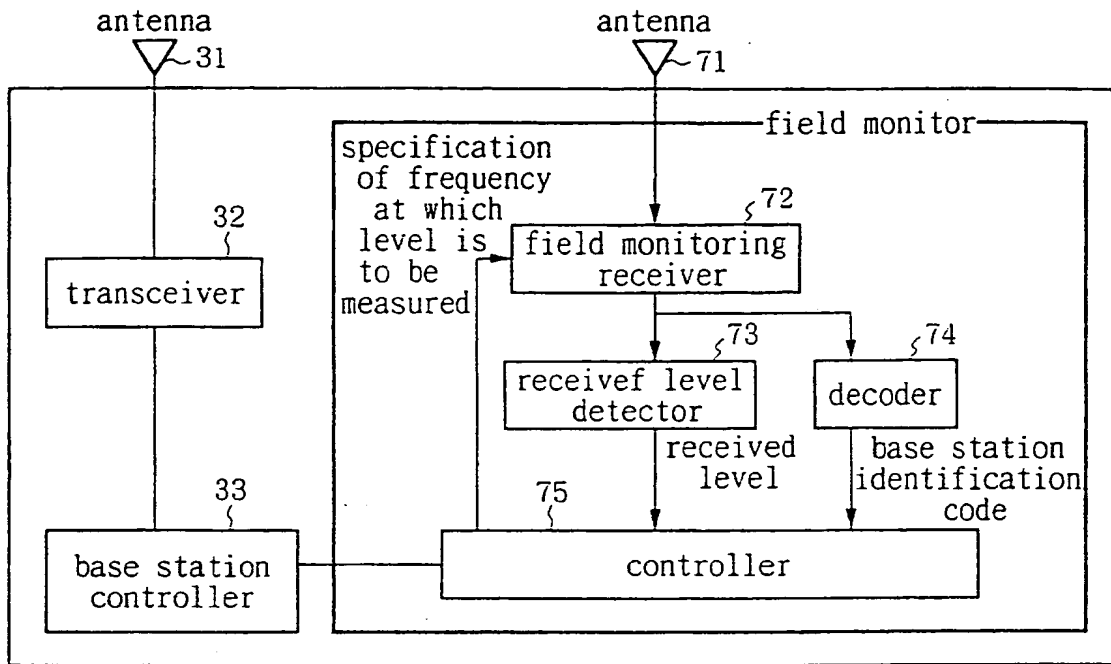 antenna
31
antenna
71
field monitor
specification
of frequency
at which
level is
to be
measured
72
field monitoring
receiver
32
transceiver
73
receivef level
detector
74
decoder
received
level
base station
identification
code
33
base station
controller
75
controller